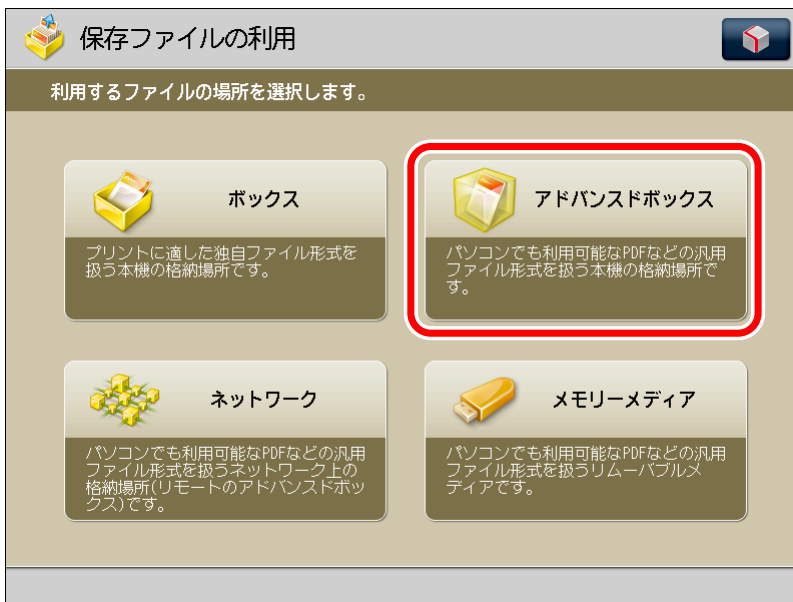 保存ファイルの利用
利用するファイルの場所を選択します。
ボックス
プリントに適した独自ファイル形式を
扱う本機の格納場所です。
アドバンスドボックス
パソコンでも利用可能なPDFなどの汎用
ファイル形式を扱う本機の格納場所で
す。
ネットワーク
パソコンでも利用可能なPDFなどの汎用
ファイル形式を扱うネットワーク上の
格納場所(リモートのアドバンスドボッ
クス)です。
メモリーメディア
パソコンでも利用可能なPDFなどの汎用
ファイル形式を扱うリムーバブルメ
ディアです。